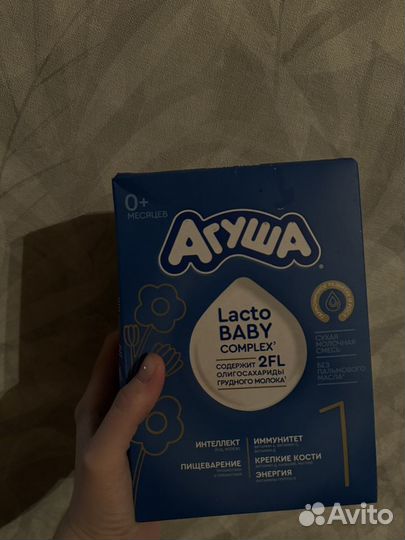 0+
МЕСЯЦЕВ
АГУША®
Lacto
BABY
COMPLEX¹
СОДЕРЖИТ 2FL
ОЛИГОСАХАРИДЫ
ГРУДНОГО МОЛОКА
СУХАЯ
МОЛОЧНАЯ
СМЕСЬ
БЕЗ
ПАЛЬМОВОГО
МАСЛА
1
ИНТЕЛЛЕКТ
ПИЩЕВАРЕНИЕ
ИММУНИТЕТ
КРЕПКИЕ КОСТИ
ЭНЕРГИЯ
Avito